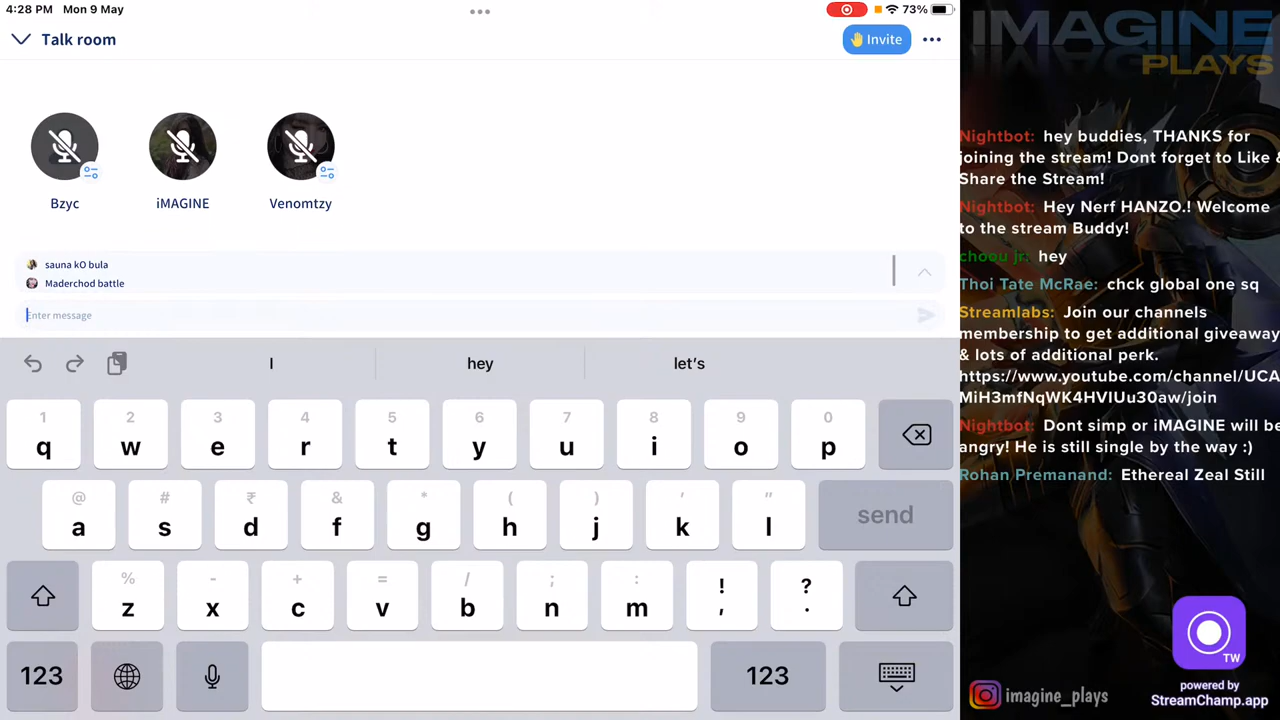 4:28 PM Mon 9 May
73%
Talk room
Invite
Bzyc
iMAGINE
Venomtzy
sauna kO bula
Maderchod battle
Enter message
I
hey
let's
1 2 3 4 5 6 7 8 9 0
q w e r t y u i o p
@ # ₹ & * ( ) ' "
a s d f g h j k l
send
% - + = / ; : ! ?
z x c v b n m , .
123
123
IMAGINE
PLAYS
Nightbot: hey buddies, THANKS for
joining the stream! Dont forget to Like &
Share the Stream!
Nightbot: Hey Nerf HANZO.! Welcome
to the stream Buddy!
choou jr: hey
Thoi Tate McRae: chck global one sq
Streamlabs: Join our channels
membership to get additional giveaway
& lots of additional perk.
https://www.youtube.com/channel/UCA
MiH3mfNqWK4HVIUu30aw/join
Nightbot: Dont simp or iMAGINE will be
angry! He is still single by the way :)
Rohan Premanand: Ethereal Zeal Still
TW
imagine_plays
powered by
StreamChamp.app